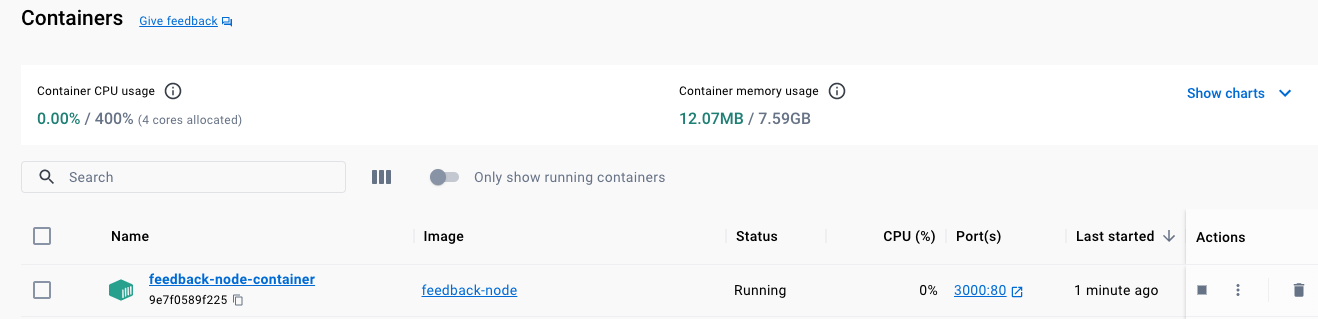 Containers Give feedback
Container CPU usage Container memory usage
Show charts
0.00% / 400% (4 cores allocated) 12.07MB / 7.59GB
Search Only show running containers
Name Image Status CPU (%) Port(s) Last started Actions
feedback-node-container
feedback-node Running 0% 3000:80 1 minute ago
9e7f0589f225